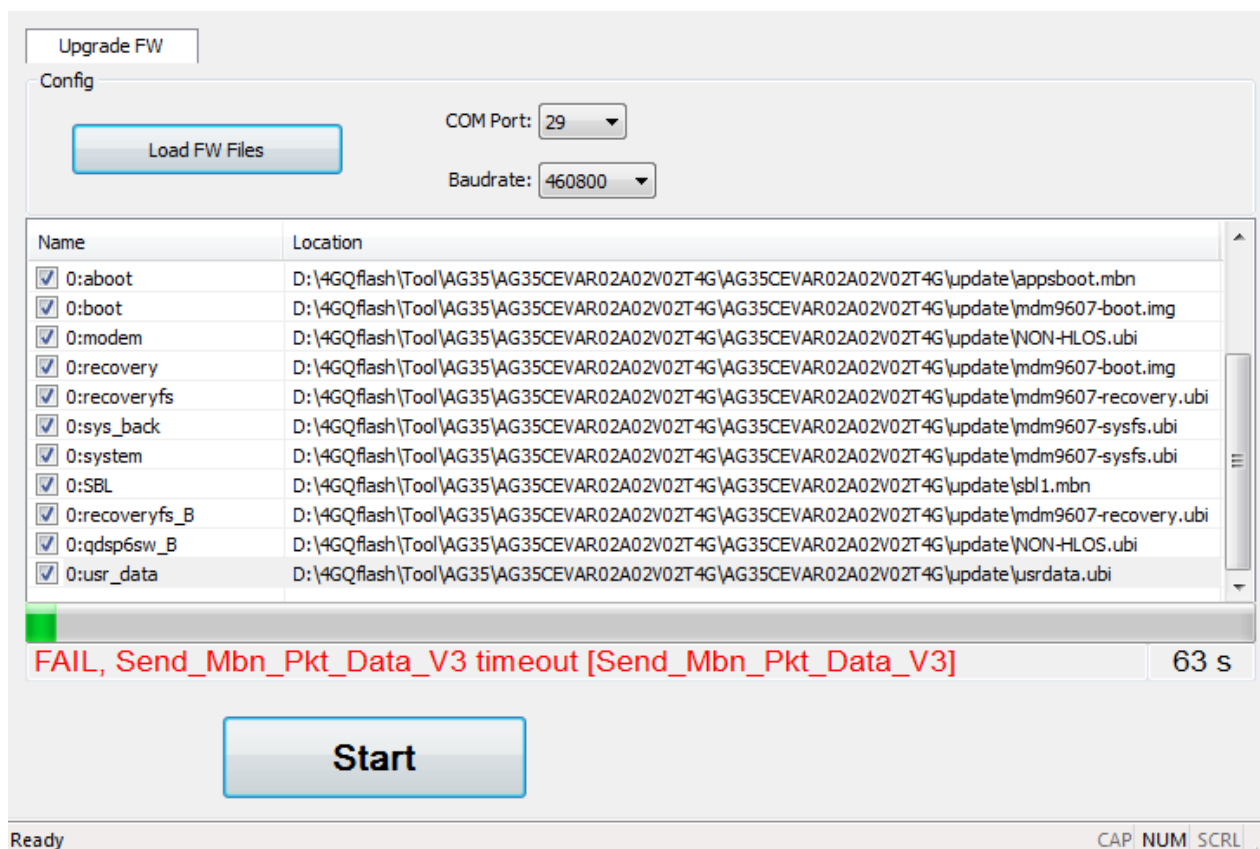 Upgrade FW
Config
Load FW Files
COM Port: 29
Baudrate: 460800
Name Location
0:aboot D:\4GQflash\Tool\AG35\AG35CEVAR02A02V02T4G\AG35CEVAR02A02V02T4G\update\appsboot.mbn
0:boot D:\4GQflash\Tool\AG35\AG35CEVAR02A02V02T4G\AG35CEVAR02A02V02T4G\update\mdm9607-boot.img
0:modem D:\4GQflash\Tool\AG35\AG35CEVAR02A02V02T4G\AG35CEVAR02A02V02T4G\update\NON-HLOS.ubi
0:recovery D:\4GQflash\Tool\AG35\AG35CEVAR02A02V02T4G\AG35CEVAR02A02V02T4G\update\mdm9607-boot.img
0:recoveryfs D:\4GQflash\Tool\AG35\AG35CEVAR02A02V02T4G\AG35CEVAR02A02V02T4G\update\mdm9607-recovery.ubi
0:sys_back D:\4GQflash\Tool\AG35\AG35CEVAR02A02V02T4G\AG35CEVAR02A02V02T4G\update\mdm9607-sysfs.ubi
0:system D:\4GQflash\Tool\AG35\AG35CEVAR02A02V02T4G\AG35CEVAR02A02V02T4G\update\mdm9607-sysfs.ubi
0:SBL D:\4GQflash\Tool\AG35\AG35CEVAR02A02V02T4G\AG35CEVAR02A02V02T4G\update\sbl1.mbn
0:recoveryfs_B D:\4GQflash\Tool\AG35\AG35CEVAR02A02V02T4G\AG35CEVAR02A02V02T4G\update\mdm9607-recovery.ubi
0:qdsp6sw_B D:\4GQflash\Tool\AG35\AG35CEVAR02A02V02T4G\AG35CEVAR02A02V02T4G\update\NON-HLOS.ubi
0:usr_data D:\4GQflash\Tool\AG35\AG35CEVAR02A02V02T4G\AG35CEVAR02A02V02T4G\update\usrdata.ubi
FAIL, Send_Mbn_Pkt_Data_V3 timeout [Send_Mbn_Pkt_Data_V3] 63 s
Start
Ready CAP NUM SCRL